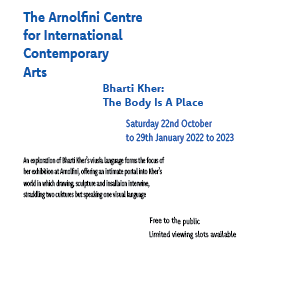 The Arnolfini Centre
for International
Contemporary
Arts
Bharti Kher:
The Body Is A Place
Saturday 22nd October
to 29th January 2022 to 2023
An exploration of Bharti Kher's visula language forms the focus of
her exhibition at Arnolfini, offering an intimate portal into Kher's
world in which drawing, sculpture and insallaion intervine,
straddling two cultures but speaking one visual language
Free to the public
Limited viewing slots available